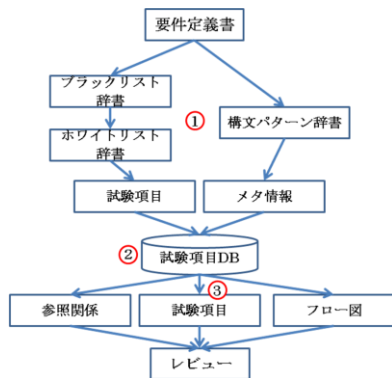 要件定義書
ブラックリスト
辞書
①
構文パターン辞書
ホワイトリスト
辞書
試験項目
メタ情報
②
試験項目DB
③
参照関係
試験項目
フロー図
レビュー